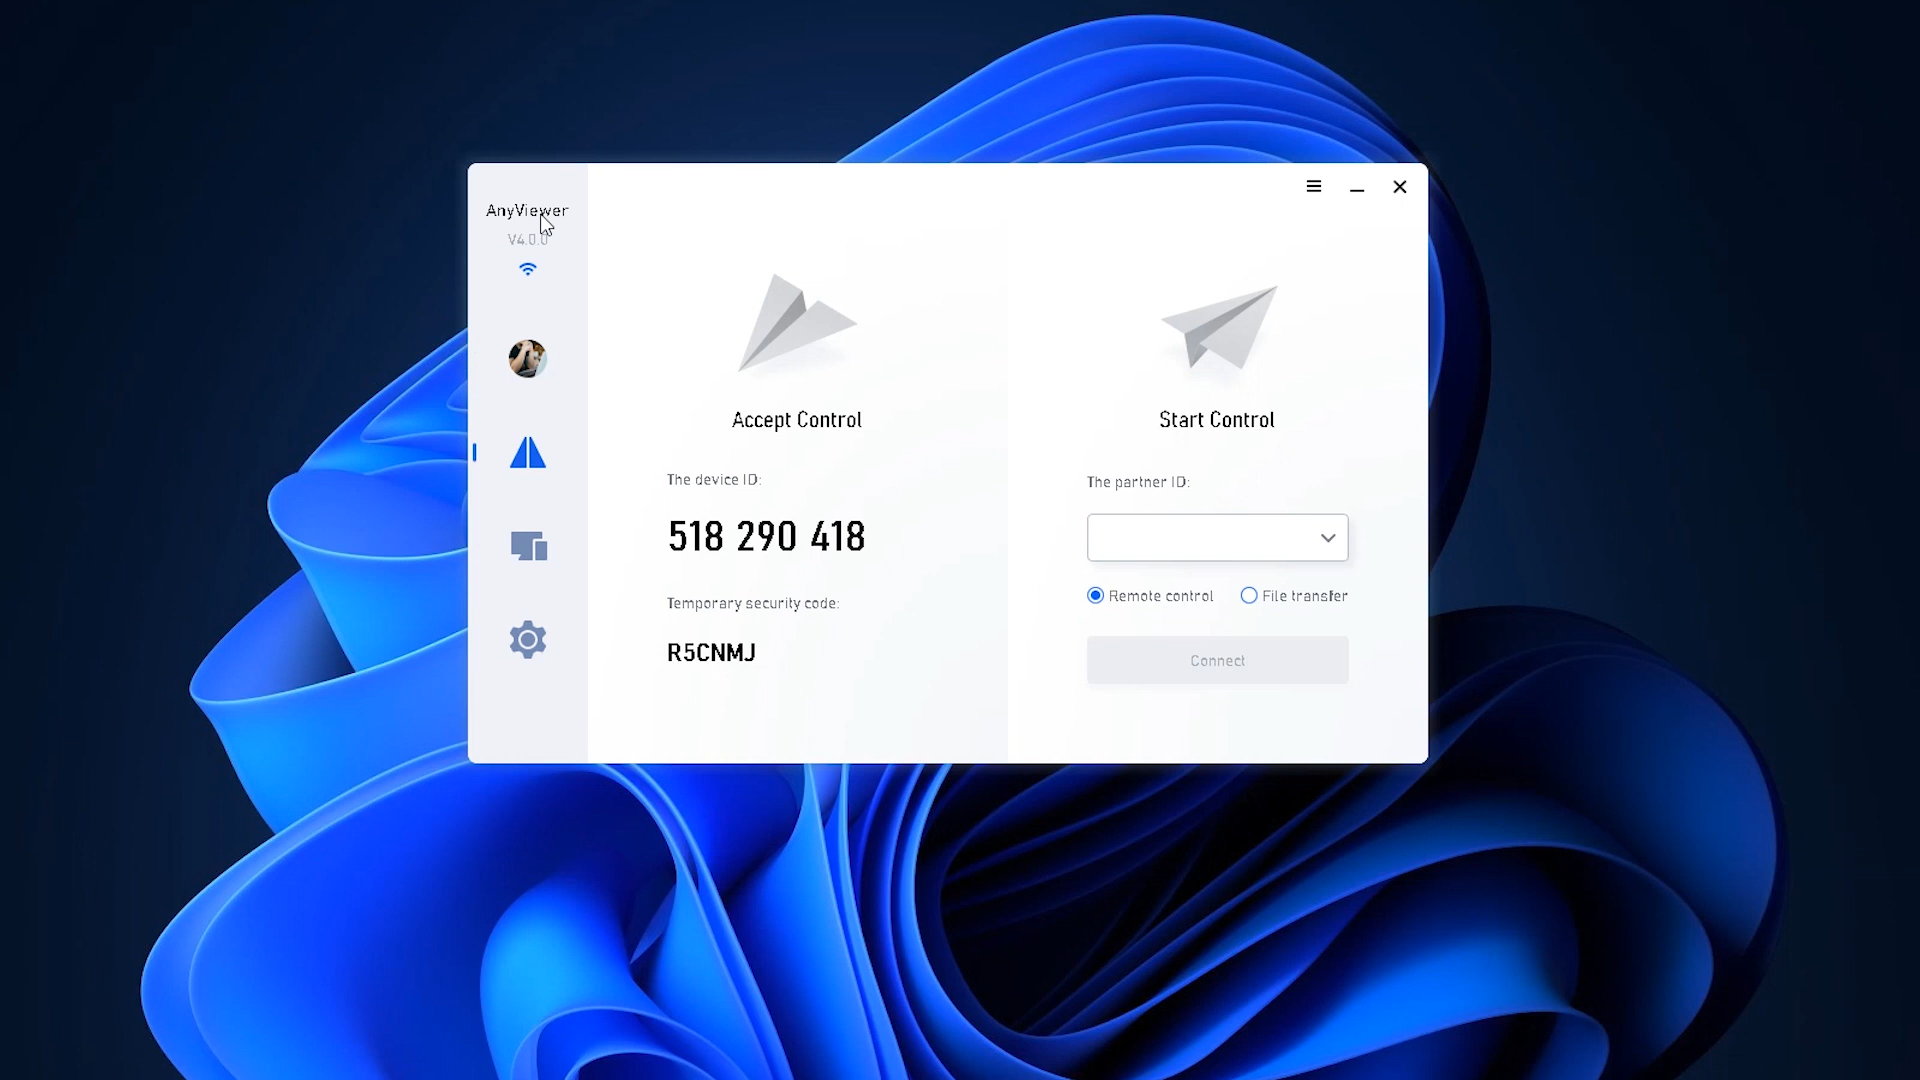 AnyViewer
V4.0.0
Accept Control
The device ID:
518 290 418
Temporary security code:
R5CNMJ
Start Control
The partner ID:
Remote control
File transfer
Connect